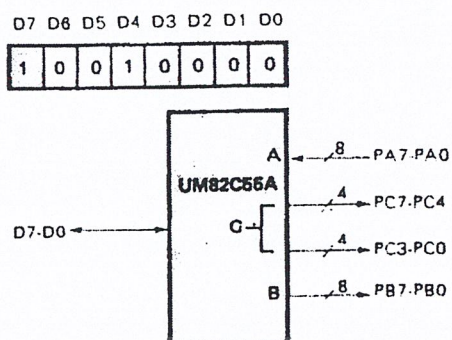 D7 D6 D5 D4 D3 D2 D1 D0
1 0 0 1 0 0 0 0
A 8 PA7-PA0
UM82C55A
4 PC7-PC4
D7-D0 C
4 PC3-PC0
B 8 PB7-PB0